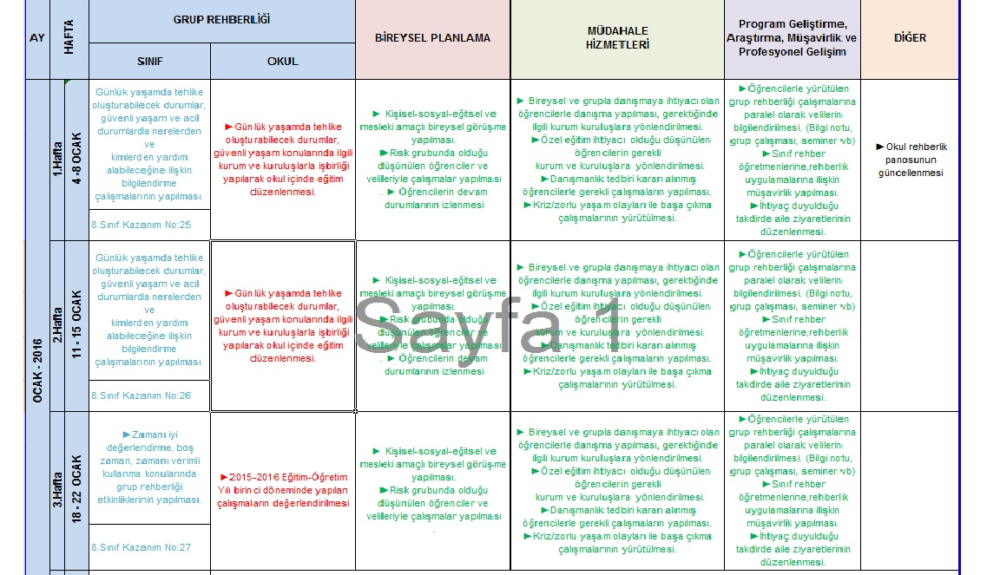 AY
HAFTA
GRUP REHBERLİĞİ
SINIF
OKUL
BİREYSEL PLANLAMA
MÜDAHALE
HİZMETLERİ
Program Geliştirme,
Araştırma, Müşavirlik ve
Profesyonel Gelişim
DİĞER
OCAK - 2016
1.Hafta
4 -8 OCAK
Günlük yaşamda tehlike
oluşturabilecek durumlar,
güvenli yaşam ve acil
durumlarda nerelerden
ve
kimlerden yardım
alabileceğine ilişkin
bilgilendirme
çalışmalarının yapılması.
8.Sınıf Kazanım No:25
►Günlük yaşamda tehlike
oluşturabilecek durumlar,
güvenli yaşam konularında ilgili
kurum ve kuruluşlarla işbirliği
yapılarak okul içinde eğitim
düzenlenmesi.
► Kişisel-sosyal-eğitsel ve
mesleki amaçlı bireysel görüşme
yapılması.
►Risk grubunda olduğu
düşünülen öğrenciler ve
velileriyle çalışmalar yapılması
. ► Öğrencilerin devam
durumlarının izlenmesi
► Bireysel ve grupla danışmaya ihtiyacı olan
öğrencilerle danışma yapılması, gerektiğinde
ilgili kurum kuruluşlara yönlendirilmesi.
►Özel eğitim ihtiyacı olduğu düşünülen
öğrencilerin gerekli
kurum ve kuruluşlara yönlendirilmesi.
►Danışmanlık tedbiri kararı alınmış
öğrencilerle gerekli çalışmaların yapılması.
►Kriz/zorlu yaşam olayları ile başa çıkma
çalışmalarının yürütülmesi.
►Öğrencilerle yürütülen
grup rehberliği çalışmalarına
paralel olarak velilerin
bilgilendirilmesi. (Bilgi notu,
grup çalışması, seminer vb)
►Sınıf rehber
öğretmenlerine,rehberlik
uygulamalarına ilişkin
müşavirlik yapılması.
►İhtiyaç duyulduğu
takdirde aile ziyaretlerinin
düzenlenmesi.
► Okul rehberlik
panosunun
güncellenmesi
2.Hafta
11 - 15 OCAK
Günlük yaşamda tehlike
oluşturabilecek durumlar,
güvenli yaşam ve acil
durumlarda nerelerden
ve
kimlerden yardım
alabileceğine ilişkin
bilgilendirme
çalışmalarının yapılması.
8.Sınıf Kazanım No:26
►Günlük yaşamda tehlike
oluşturabilecek durumlar,
güvenli yaşam konularında ilgili
kurum ve kuruluşlarla işbirliği
yapılarak okul içinde eğitim
düzenlenmesi.
► Kişisel-sosyal-eğitsel ve
mesleki amaçlı bireysel görüşme
yapılması.
►Risk grubunda olduğu
düşünülen öğrenciler ve
velileriyle çalışmalar yapılması
. ► Öğrencilerin devam
durumlarının izlenmesi
► Bireysel ve grupla danışmaya ihtiyacı olan
öğrencilerle danışma yapılması, gerektiğinde
ilgili kurum kuruluşlara yönlendirilmesi.
►Özel eğitim ihtiyacı olduğu düşünülen
öğrencilerin gerekli
kurum ve kuruluşlara yönlendirilmesi.
►Danışmanlık tedbiri kararı alınmış
öğrencilerle gerekli çalışmaların yapılması.
►Kriz/zorlu yaşam olayları ile başa çıkma
çalışmalarının yürütülmesi.
►Öğrencilerle yürütülen
grup rehberliği çalışmalarına
paralel olarak velilerin
bilgilendirilmesi. (Bilgi notu,
grup çalışması, seminer vb)
►Sınıf rehber
öğretmenlerine,rehberlik
uygulamalarına ilişkin
müşavirlik yapılması.
►İhtiyaç duyulduğu
takdirde aile ziyaretlerinin
düzenlenmesi.
Sayfa 1
3.Hafta
18 - 22 OCAK
►Zamanı iyi
değerlendirme, boş
zaman, zamanı verimli
kullanma konularında
grup rehberliği
etkinliklerinin yapılması.
8.Sınıf Kazanım No:27
►2015–2016 Eğitim-Öğretim
Yılı birinci döneminde yapılan
çalışmaların değerlendirilmesi
► Kişisel-sosyal-eğitsel ve
mesleki amaçlı bireysel görüşme
yapılması.
►Risk grubunda olduğu
düşünülen öğrenciler ve
velileriyle çalışmalar yapılması
.
► Bireysel ve grupla danışmaya ihtiyacı olan
öğrencilerle danışma yapılması, gerektiğinde
ilgili kurum kuruluşlara yönlendirilmesi.
►Özel eğitim ihtiyacı olduğu düşünülen
öğrencilerin gerekli
kurum ve kuruluşlara yönlendirilmesi.
►Danışmanlık tedbiri kararı alınmış
öğrencilerle gerekli çalışmaların yapılması.
►Kriz/zorlu yaşam olayları ile başa çıkma
çalışmalarının yürütülmesi.
►Öğrencilerle yürütülen
grup rehberliği çalışmalarına
paralel olarak velilerin
bilgilendirilmesi. (Bilgi notu,
grup çalışması, seminer vb)
►Sınıf rehber
öğretmenlerine,rehberlik
uygulamalarına ilişkin
müşavirlik yapılması.
►İhtiyaç duyulduğu
takdirde aile ziyaretlerinin
düzenlenmesi.